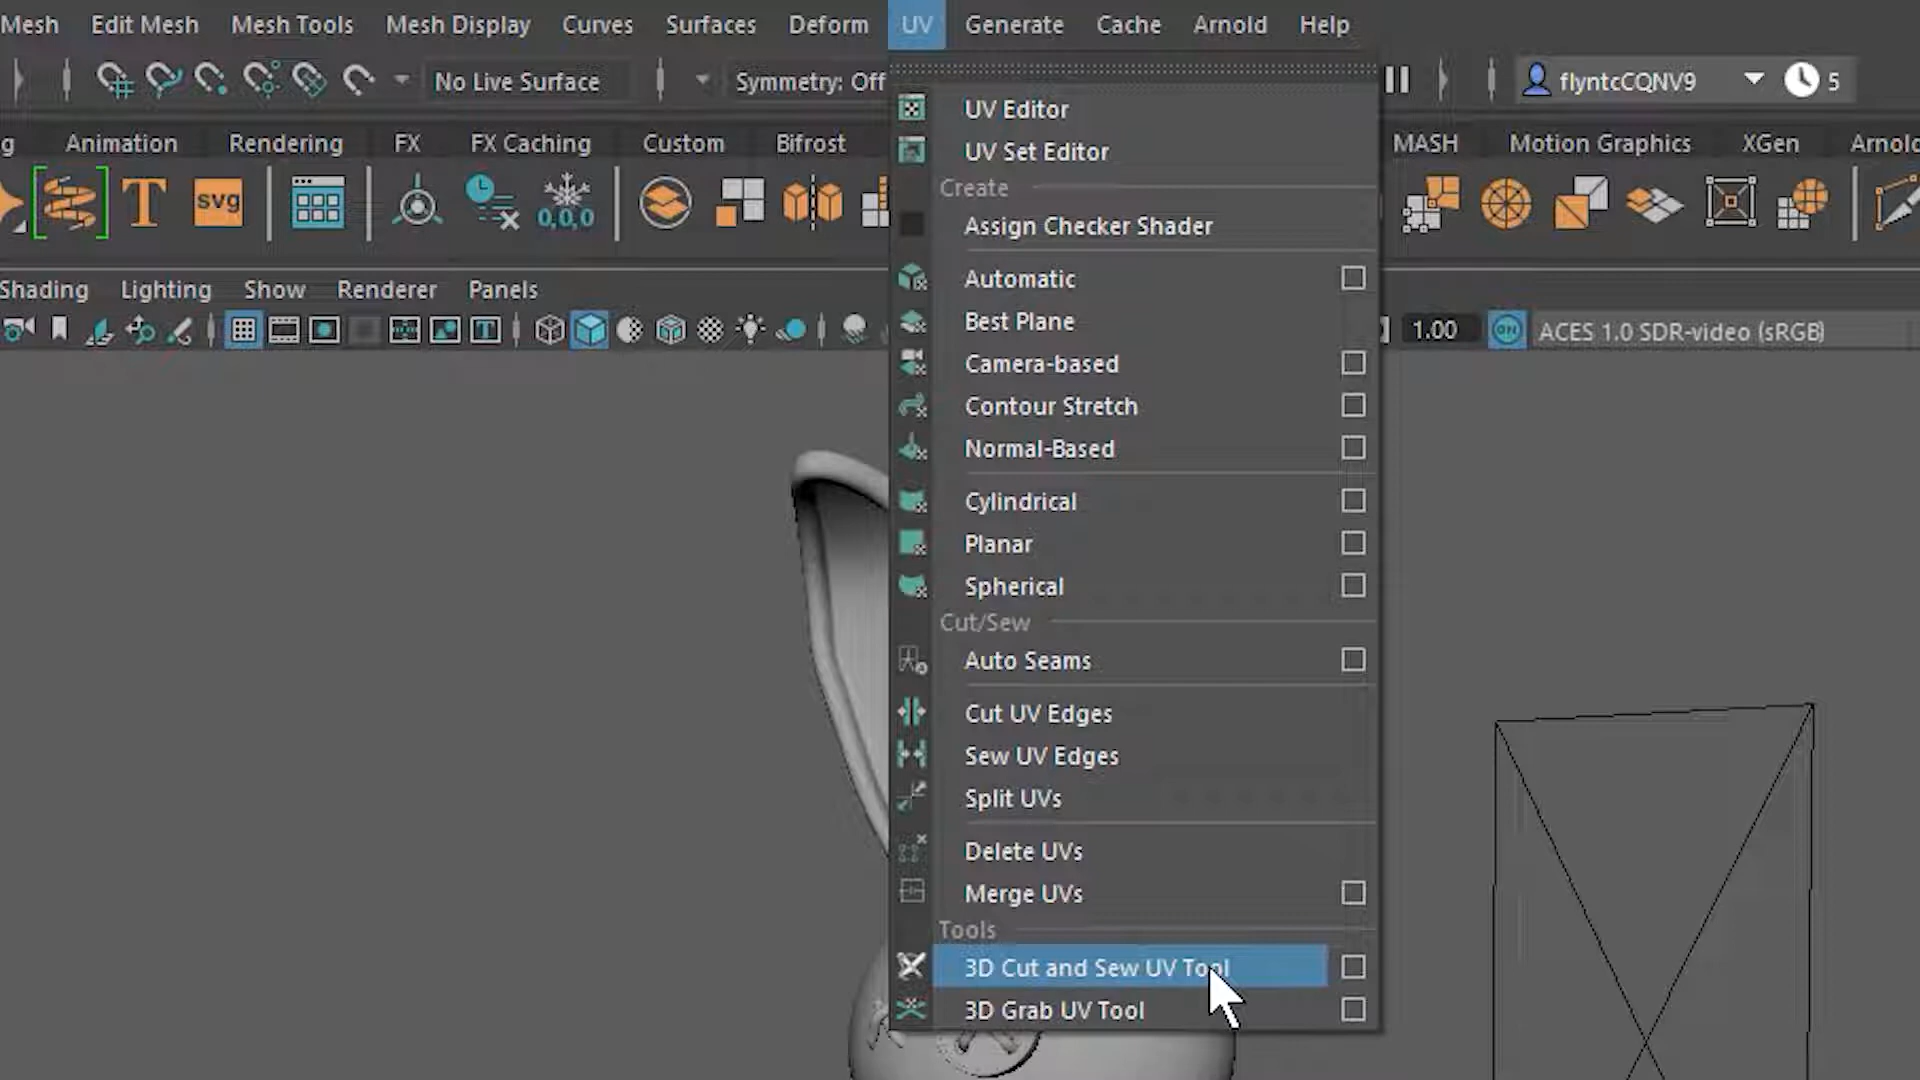 Mesh Edit Mesh Mesh Tools Mesh Display Curves Surfaces Deform UV Generate Cache Arnold Help
No Live Surface Symmetry: Off flyntcCQNV9 5
g Animation Rendering FX FX Caching Custom Bifrost MASH Motion Graphics XGen Arnold
T svg 0,0,0
Shading Lighting Show Renderer Panels
T 1.00 ON ACES 1.0 SDR-video (sRGB)
UV Editor
UV Set Editor
Create
Assign Checker Shader
Automatic
Best Plane
Camera-based
Contour Stretch
Normal-Based
Cylindrical
Planar
Spherical
Cut/Sew
Auto Seams
Cut UV Edges
Sew UV Edges
Split UVs
Delete UVs
Merge UVs
Tools
3D Cut and Sew UV Tool
3D Grab UV Tool